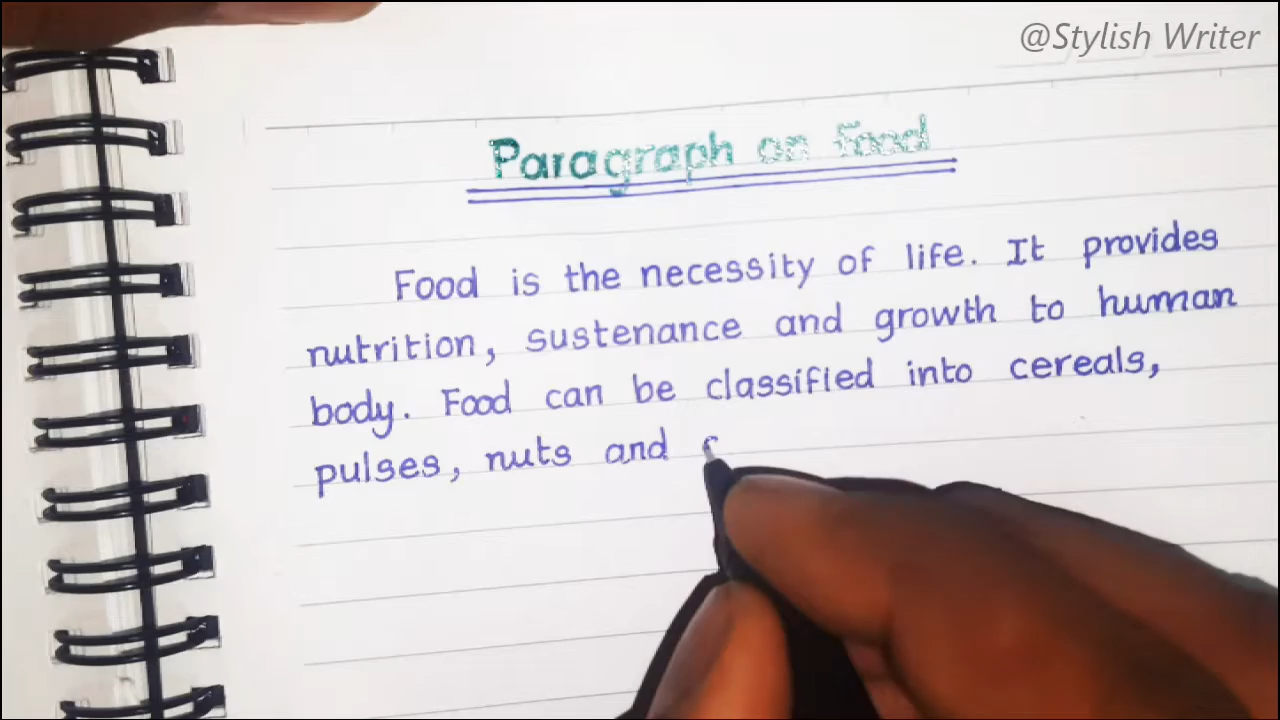 @Stylish Writer
Paragraph on Food
Food is the necessity of life. It provides
nutrition, sustenance and growth to human
body. Food can be classified into cereals,
pulses, nuts and